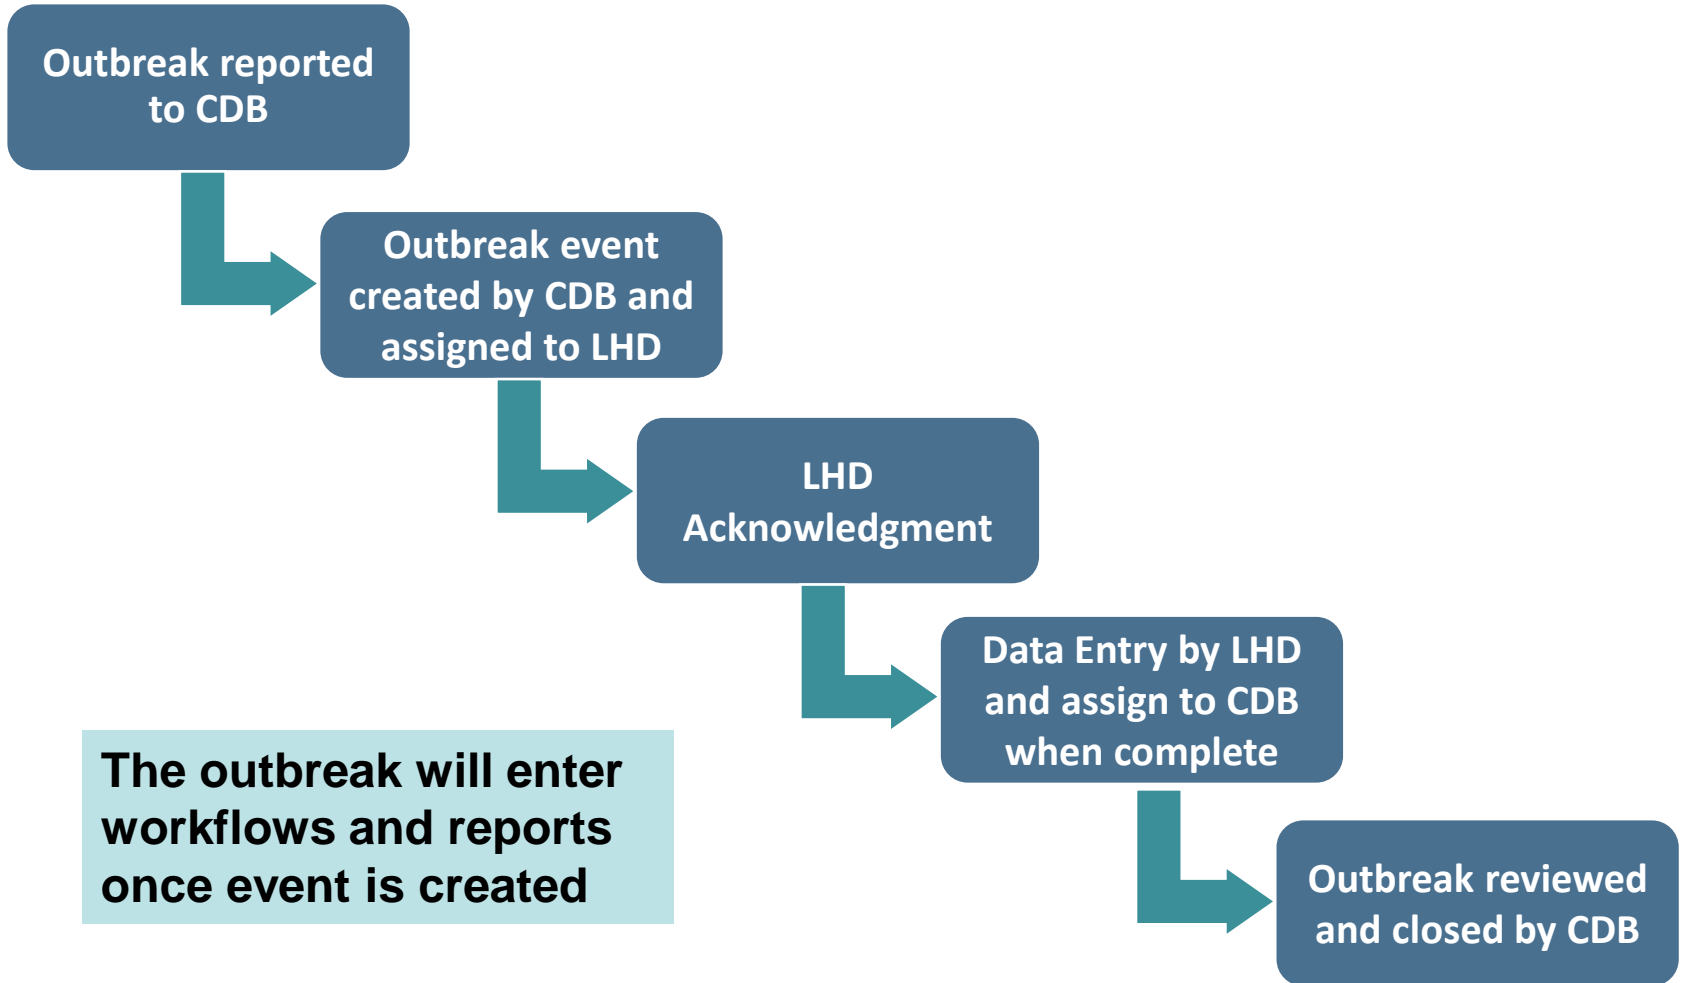 Outbreak reported
to CDB
Outbreak event
created by CDB and
assigned to LHD
LHD
Acknowledgment
Data Entry by LHD
and assign to CDB
when complete
The outbreak will enter
workflows and reports
once event is created
Outbreak reviewed
and closed by CDB